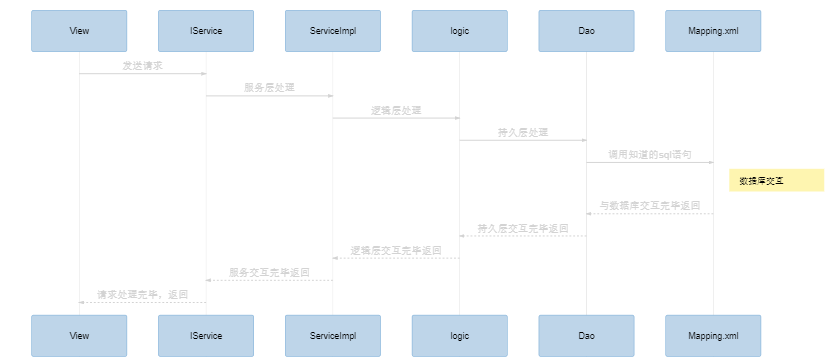 View IService ServiceImpl logic Dao Mapping.xml
发送请求
服务层处理
逻辑层处理
持久层处理
调用知道的sql语句
数据库交互
与数据库交互完毕返回
持久层交互完毕返回
逻辑层交互完毕返回
服务交互完毕返回
请求处理完毕，返回
View IService ServiceImpl logic Dao Mapping.xml